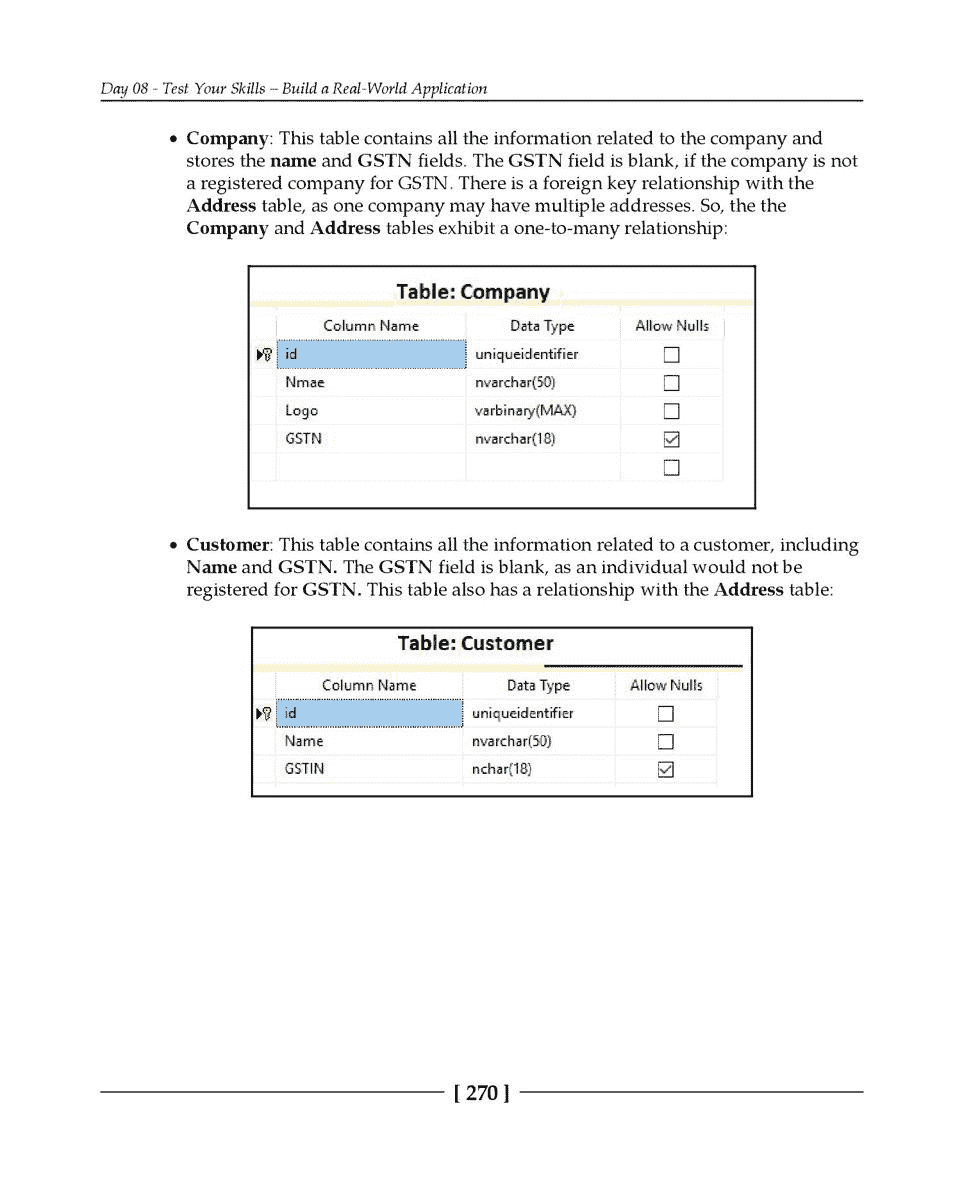 Day 08 - Test Your Skills – Build a Real-World Application
• Company: This table contains all the information related to the company and
stores the name and GSTN fields. The GSTN field is blank, if the company is not
a registered company for GSTN. There is a foreign key relationship with the
Address table, as one company may have multiple addresses. So, the the
Company and Address tables exhibit a one-to-many relationship:
Table: Company
Column Name Data Type Allow Nulls
id uniqueidentifier
Nmae nvarchar(50)
Logo varbinary(MAX)
GSTN nvarchar(18)
• Customer: This table contains all the information related to a customer, including
Name and GSTN. The GSTN field is blank, as an individual would not be
registered for GSTN. This table also has a relationship with the Address table:
Table: Customer
Column Name Data Type Allow Nulls
id uniqueidentifier
Name nvarchar(50)
GSTIN nchar(18)
[ 270 ]